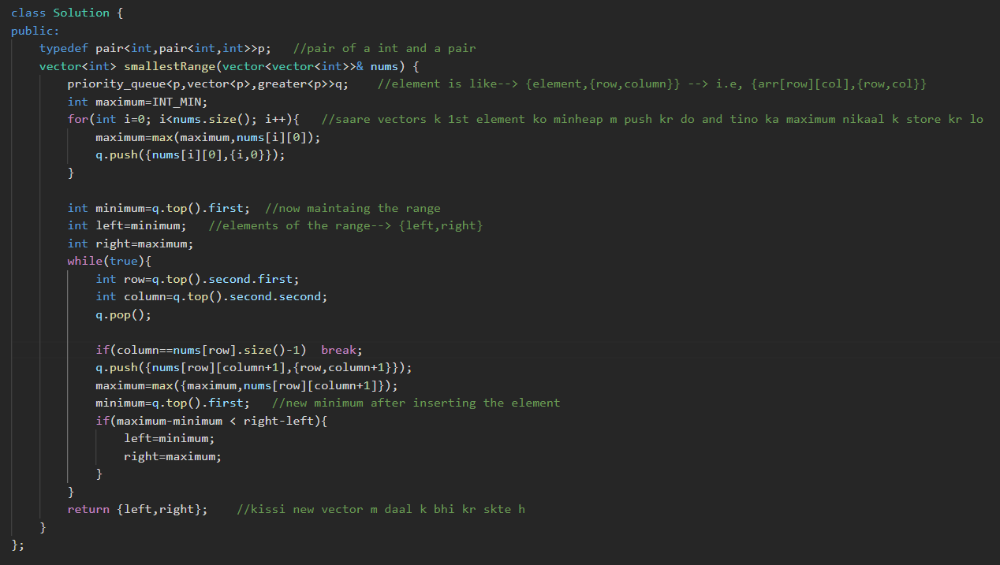 class Solution {
public:
    typedef pair<int,pair<int,int>>p;   //pair of a int and a pair
    vector<int> smallestRange(vector<vector<int>>& nums) {
        priority_queue<p,vector<p>,greater<p>>q;    //element is like--> {element,{row,column}} --> i.e, {arr[row][col],{row,col}}
        int maximum=INT_MIN;
        for(int i=0; i<nums.size(); i++){   //saare vectors k 1st element ko minheap m push kr do and tino ka maximum nikaal k store kr lo
            maximum=max(maximum,nums[i][0]);
            q.push({nums[i][0],{i,0}});
        }

        int minimum=q.top().first;  //now maintaing the range
        int left=minimum;   //elements of the range--> {left,right}
        int right=maximum;
        while(true){
            int row=q.top().second.first;
            int column=q.top().second.second;
            q.pop();

            if(column==nums[row].size()-1)  break;
            q.push({nums[row][column+1],{row,column+1}});
            maximum=max({maximum,nums[row][column+1]});
            minimum=q.top().first;   //new minimum after inserting the element
            if(maximum-minimum < right-left){
                left=minimum;
                right=maximum;
            }
        }
        return {left,right};    //kissi new vector m daal k bhi kr skte h
    }
};